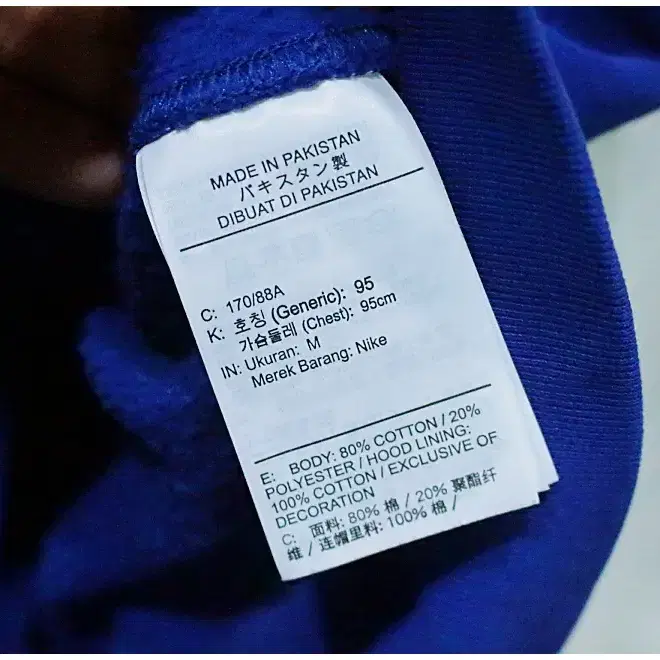 MADE IN PAKISTAN
パキスタン製
DIBUAT DI PAKISTAN
C: 170/88A
K: 호칭 (Generic): 95
가슴둘레 (Chest): 95cm
IN: Ukuran: M
Merek Barang: Nike
E: BODY: 80% COTTON / 20%
POLYESTER / HOOD LINING:
100% COTTON / EXCLUSIVE OF
DECORATION
C: 面料: 80% 棉 / 20% 聚酯纤
维 / 连帽里料: 100% 棉 /